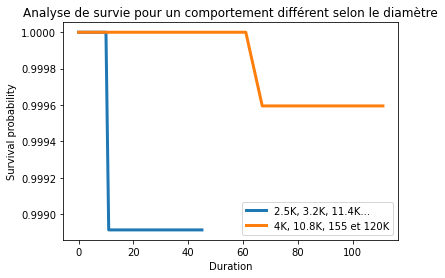 Analyse de survie pour un comportement différent selon le diamètre
1.0000
0.9998
0.9996
0.9994
0.9992
0.9990
Survival probability
0
20
40
60
80
100
Duration
2.5K, 3.2K, 11.4K...
4K, 10.8K, 155 et 120K